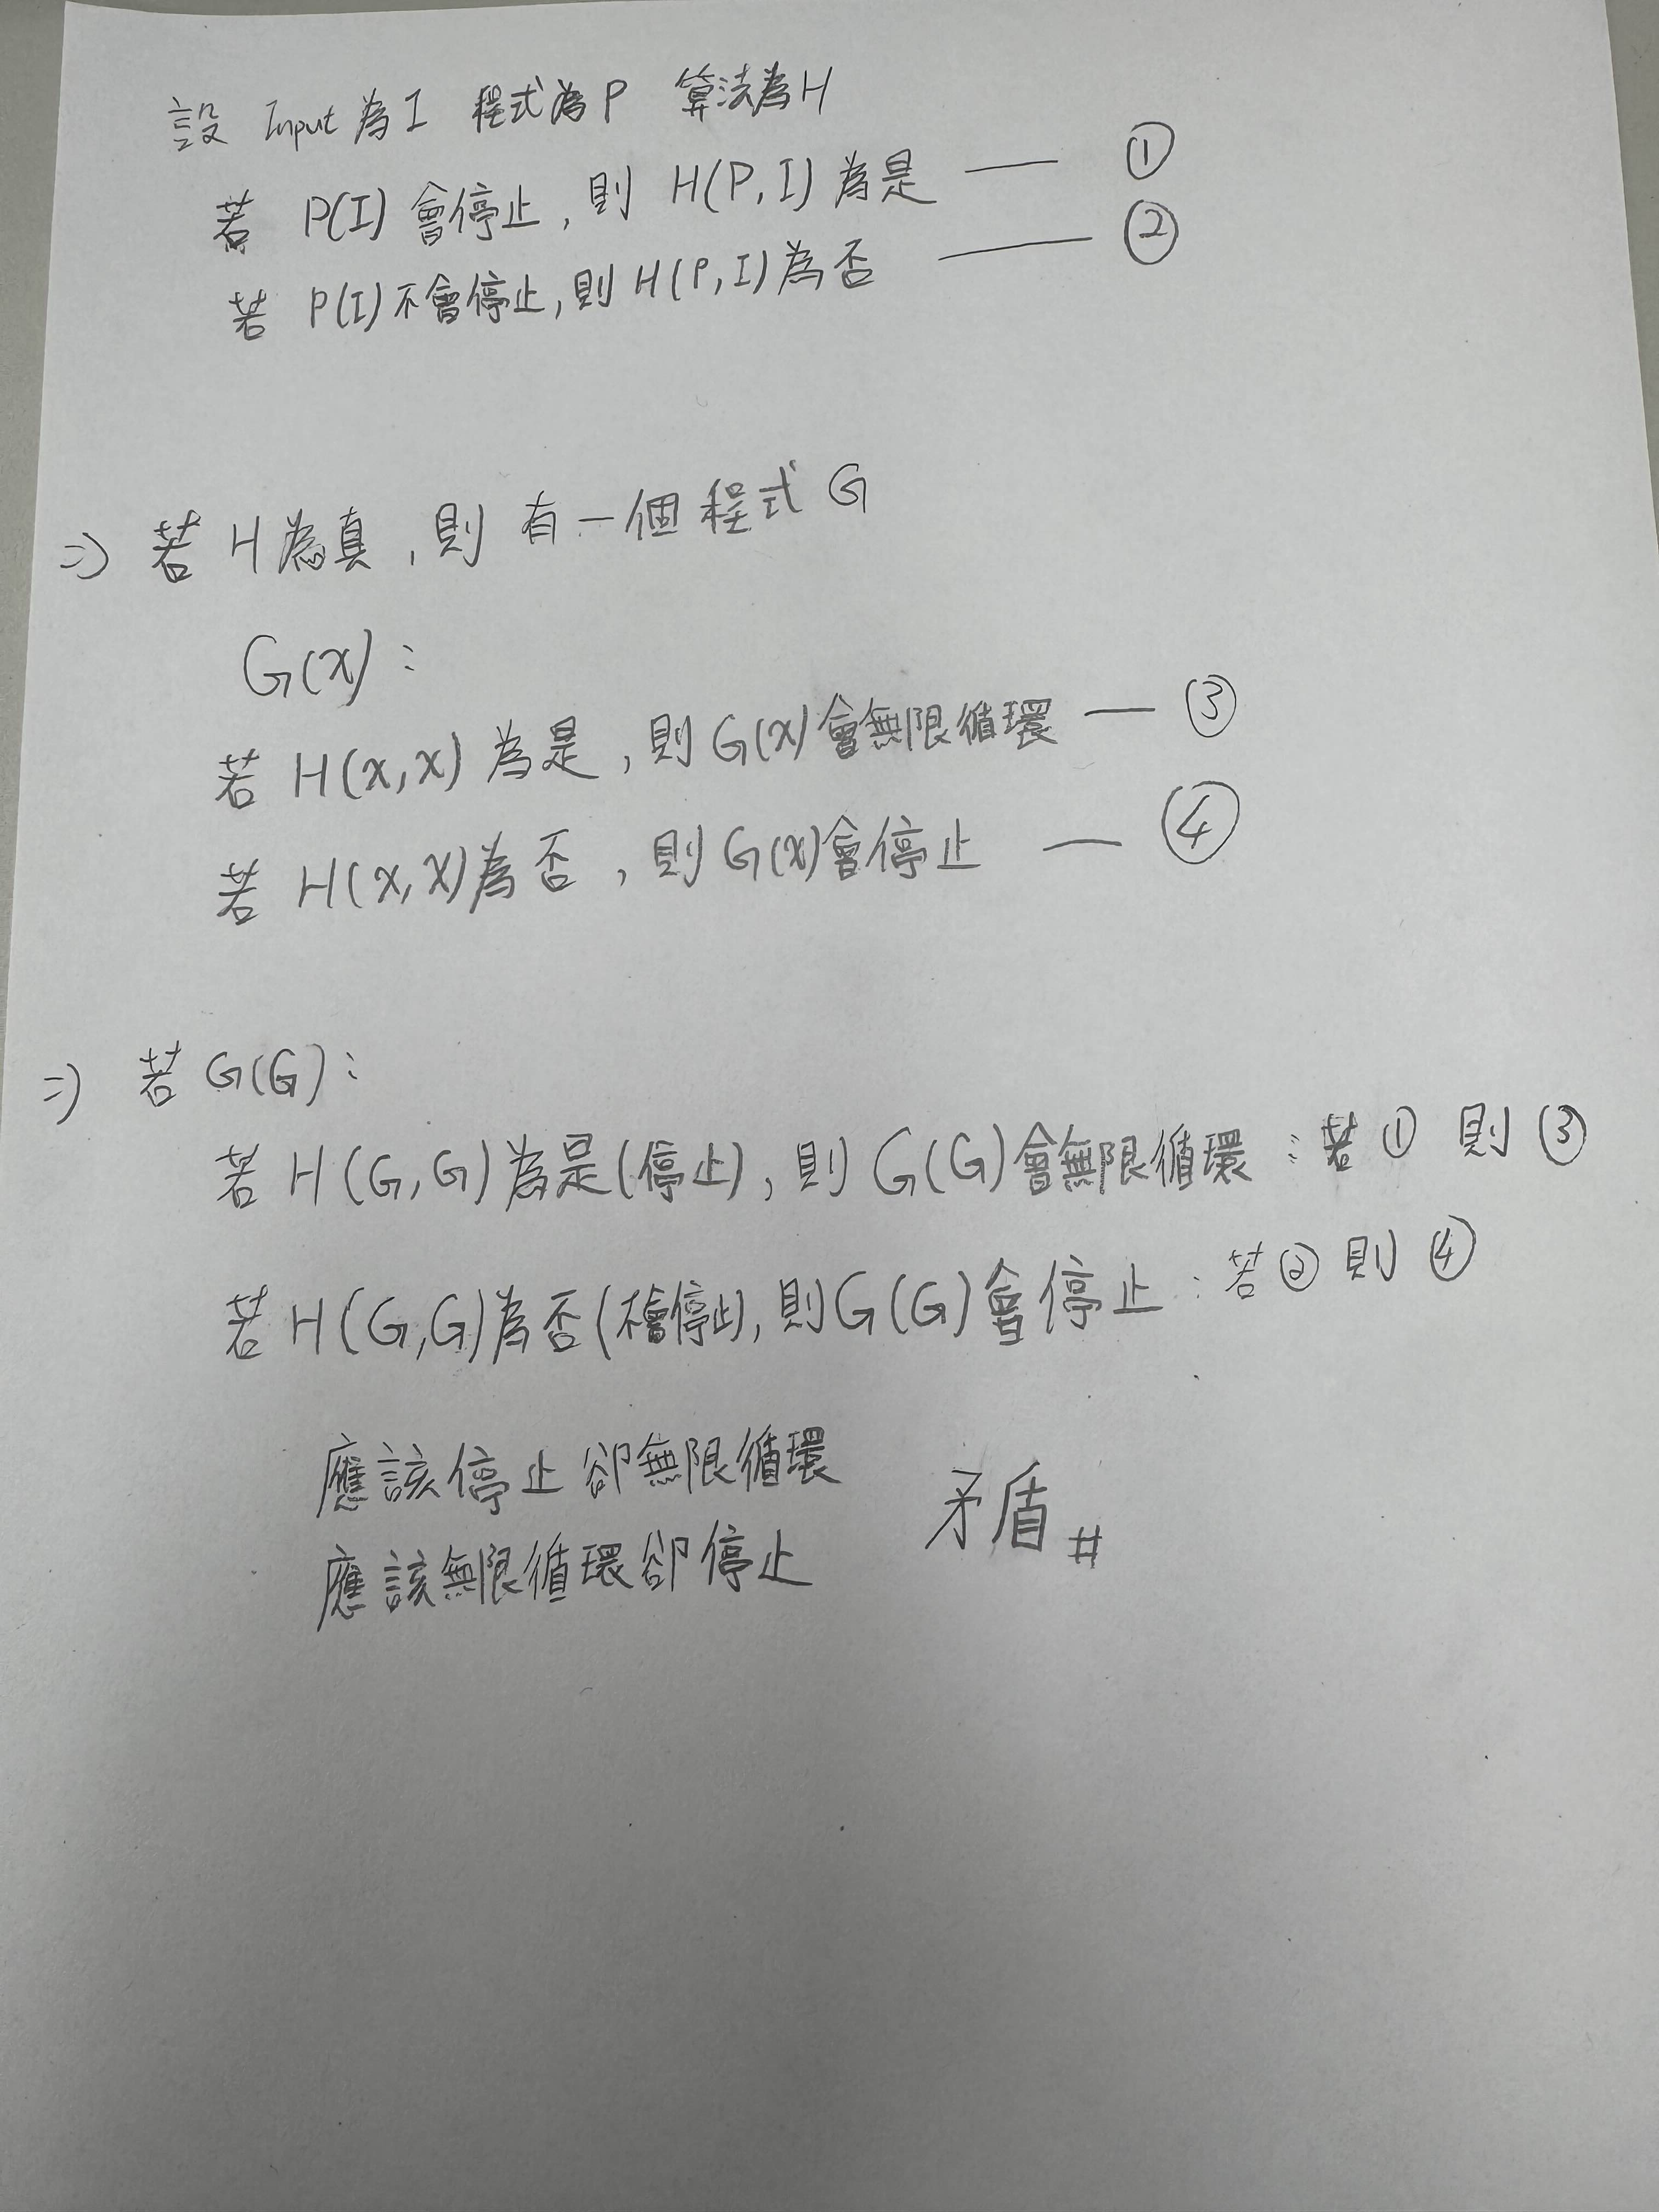 設 Input 為 I 程式為 P 算法為 H
若 P(I) 會停止, 則 H(P, I) 為是 —— ①
若 P(I) 不會停止, 則 H(P, I) 為否 —— ②
⇒ 若 H 為真, 則 有一個程式 G
G(x) :
若 H(x, x) 為是, 則 G(x) 會無限循環 — ③
若 H(x, x) 為否, 則 G(x) 會停止 — ④
⇒ 若 G(G) :
若 H(G, G) 為是(停止), 則 G(G) 會無限循環 : 若 ① 則 ③
若 H(G, G) 為否(不會停止), 則 G(G) 會停止 : 若 ② 則 ④
應該停止卻無限循環
應該無限循環卻停止 矛盾#